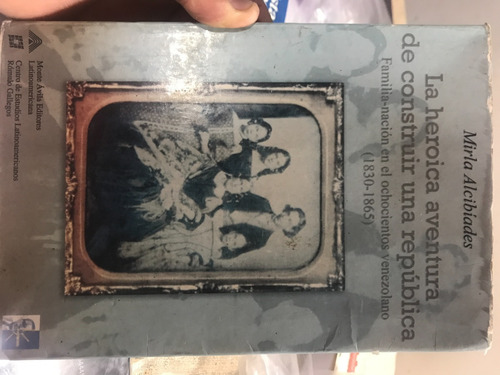 Mirla Alcibiades
La heroica aventura
de construir una república
Familia-nación en el ochocientos venezolano
(1830-1865)
Monte Ávila Editores
Latinoamericana
Centro de Estudios Latinoamericanos
Rómulo Gallegos